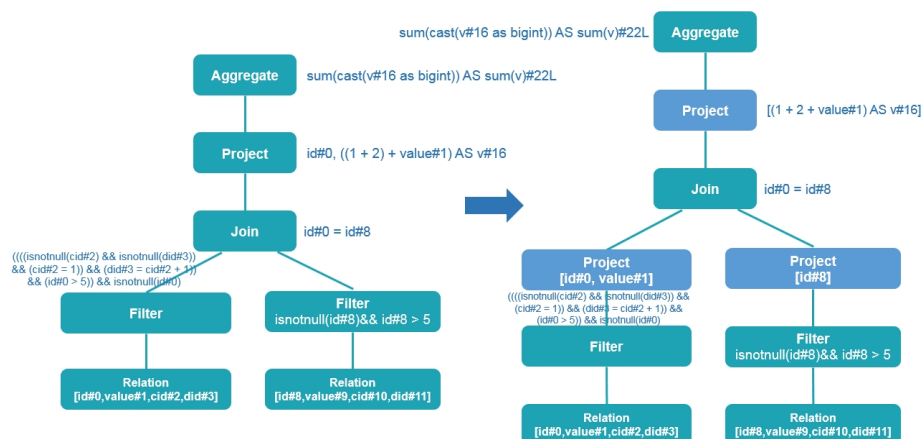 Aggregate
sum(cast(v#16 as bigint)) AS sum(v)#22L
Project
id#0, ((1 + 2) + value#1) AS v#16
Join
id#0 = id#8
((((isnotnull(cid#2) && isnotnull(did#3))
&& (cid#2 = 1)) && (did#3 = cid#2 + 1))
&& (id#0 > 5)) && isnotnull(id#0)
Filter
Filter
isnotnull(id#8)&& id#8 > 5
Relation
[id#0,value#1,cid#2,did#3]
Relation
[id#8,value#9,cid#10,did#11]
sum(cast(v#16 as bigint)) AS sum(v)#22L
Aggregate
Project
[(1 + 2 + value#1) AS v#16]
Join
id#0 = id#8
Project
[id#0, value#1]
Project
[id#8]
((((isnotnull(cid#2) && isnotnull(did#3)) &&
(cid#2 = 1)) && (did#3 = cid#2 + 1)) &&
(id#0 > 5)) && isnotnull(id#0)
Filter
Filter
isnotnull(id#8)&& id#8 > 5
Relation
[id#0,value#1,cid#2,did#3]
Relation
[id#8,value#9,cid#10,did#11]